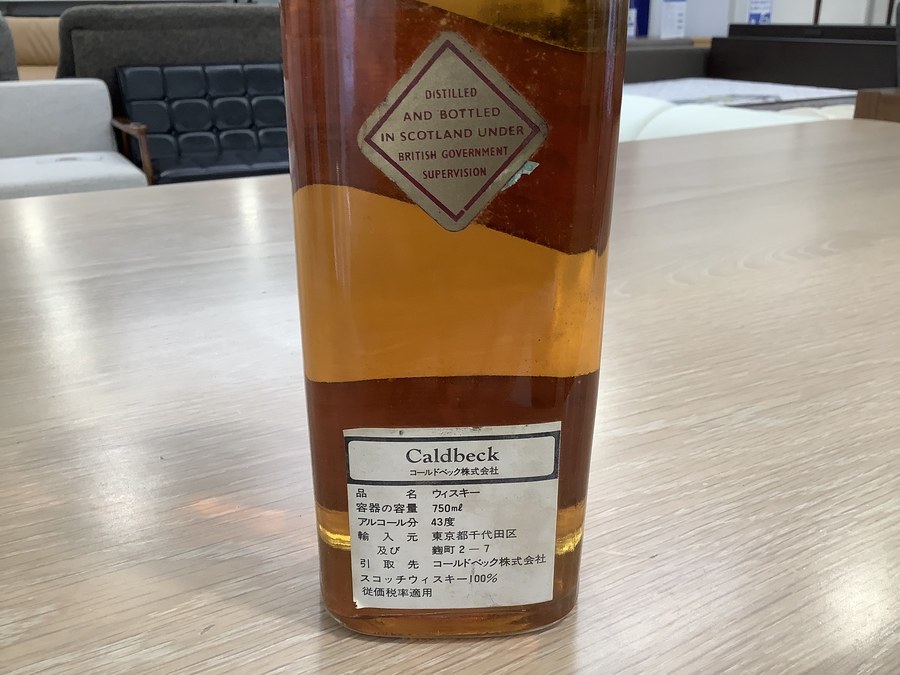 DISTILLED
AND BOTTLED
IN SCOTLAND UNDER
BRITISH GOVERNMENT
SUPERVISION
Caldbeck
コールドベック株式会社
品名 ウィスキー
容器の容量 750mℓ
アルコール分 43度
輸入元 東京都千代田区
及び 麹町2-7
引取先 コールドベック株式会社
スコッチウィスキー100%
従価税率適用